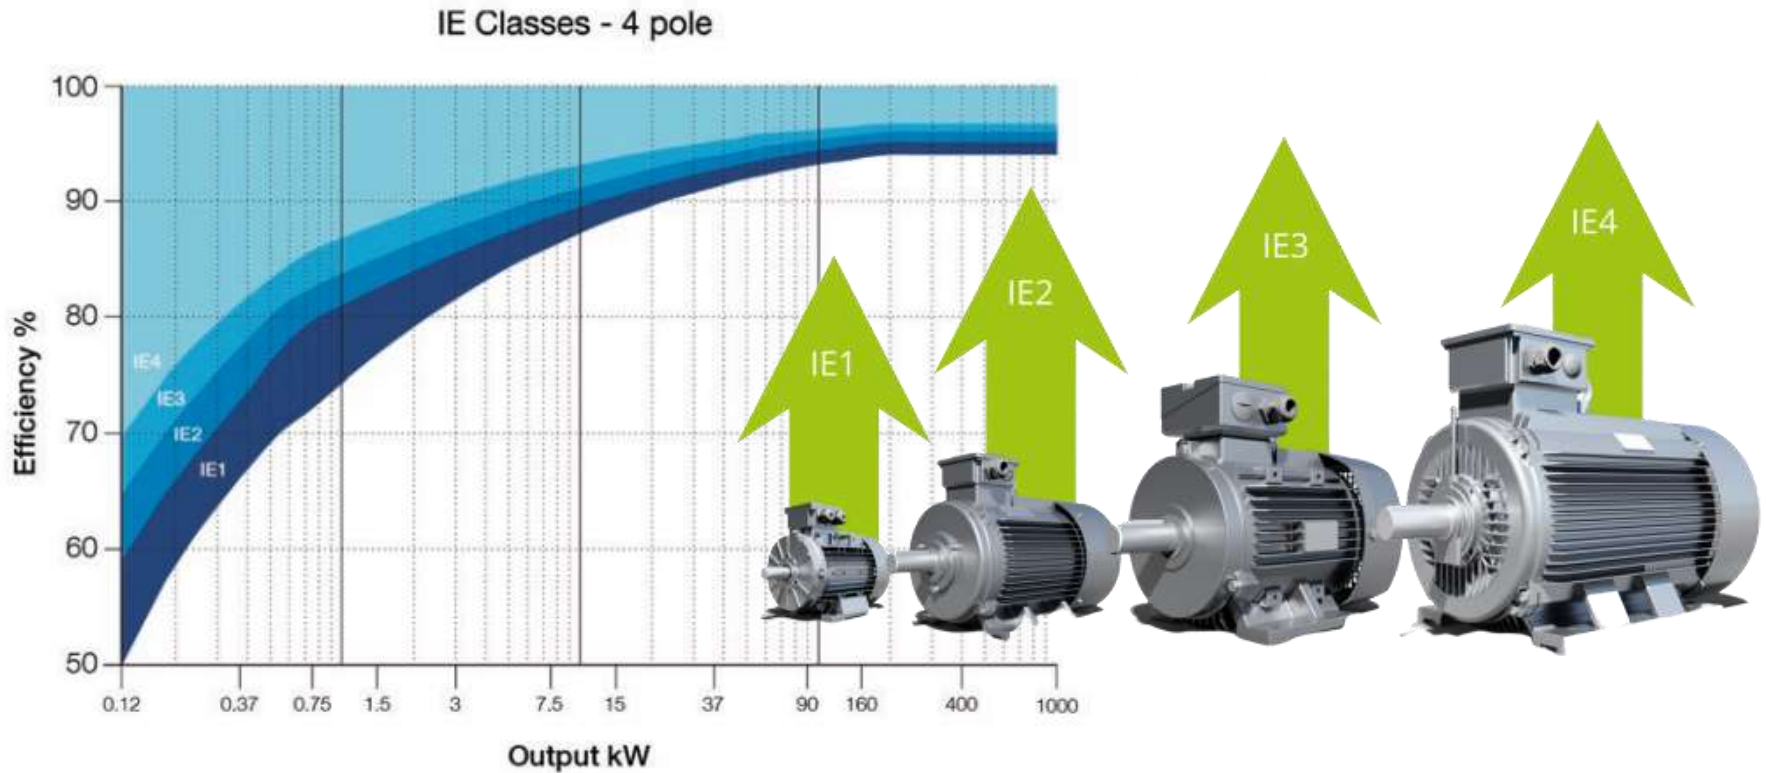 IE Classes - 4 pole
100
90
80
70
60
50
Efficiency %
IE4
IE3
IE2
IE1
0.12 0.37 0.75 1.5 3 7.5 15 37 90 160 400 1000
Output kW
IE1
IE2
IE3
IE4